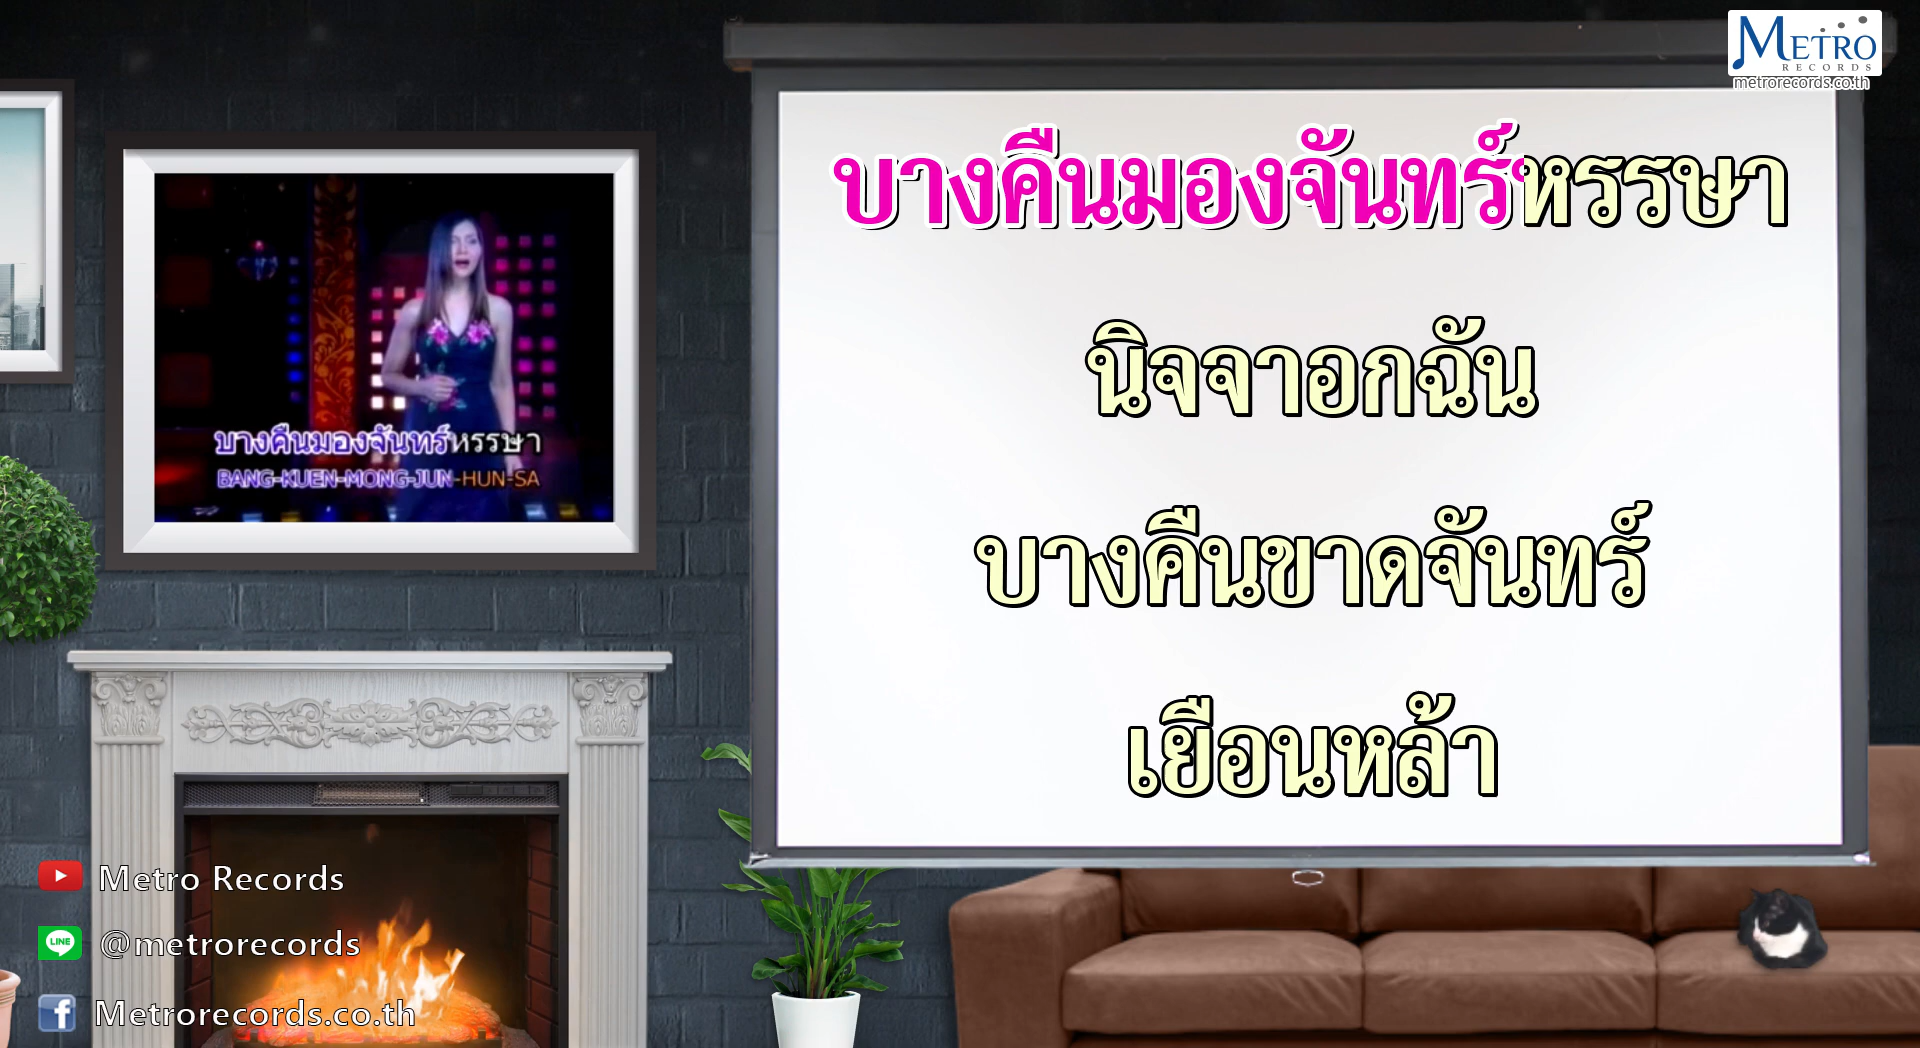 METRO
RECORDS
metrorecords.co.th
บางคืนมองจันทร์หรรษา
นิจจาอกฉัน
บางคืนขาดจันทร์
เยือนหล้า
บางคืนมองจันทร์หรรษา
BANG-KUEN-MONG-JUN-HUN-SA
Metro Records
LINE
@metrorecords
f
Metrorecords.co.th